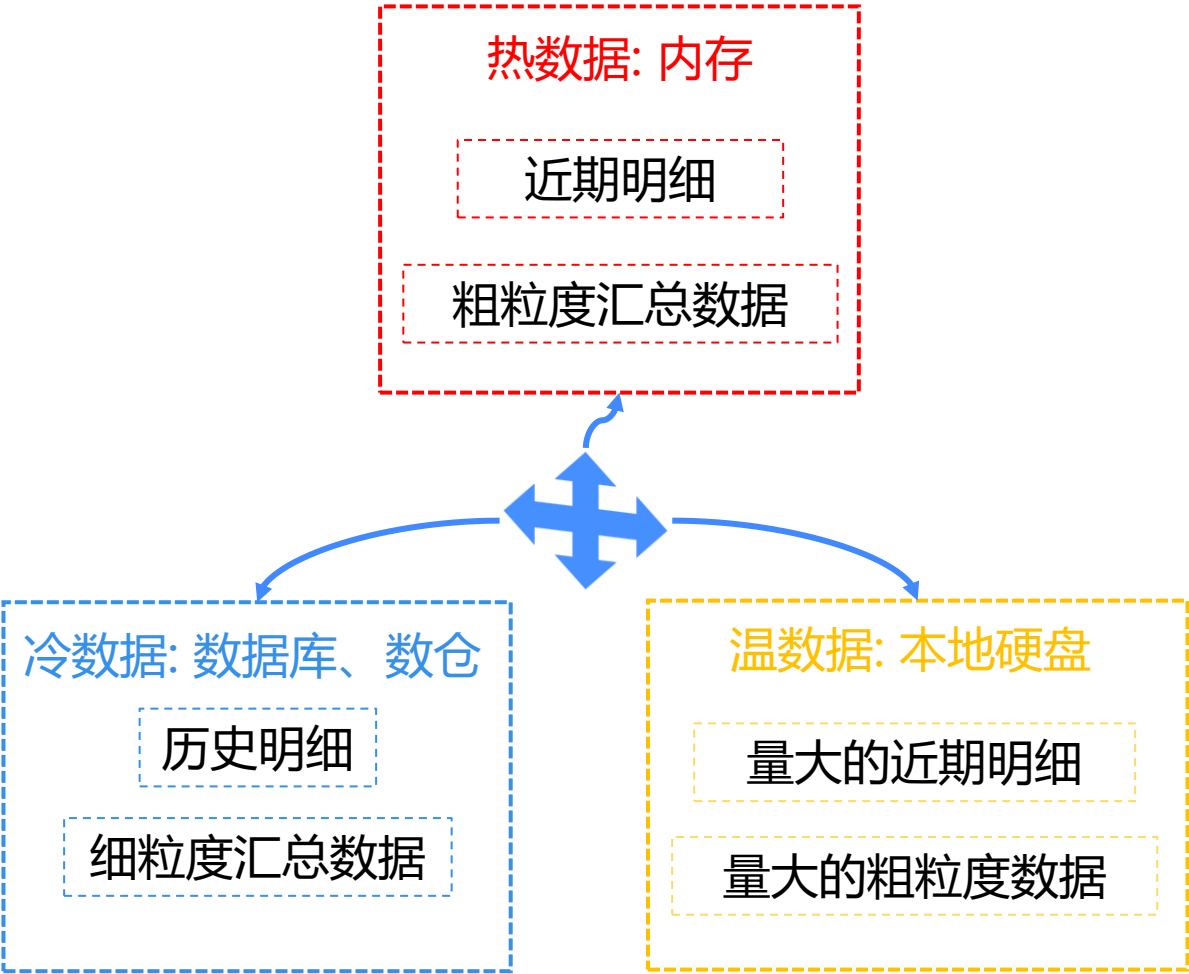 热数据: 内存
近期明细
粗粒度汇总数据
冷数据: 数据库、数仓
历史明细
细粒度汇总数据
温数据: 本地硬盘
量大的近期明细
量大的粗粒度数据